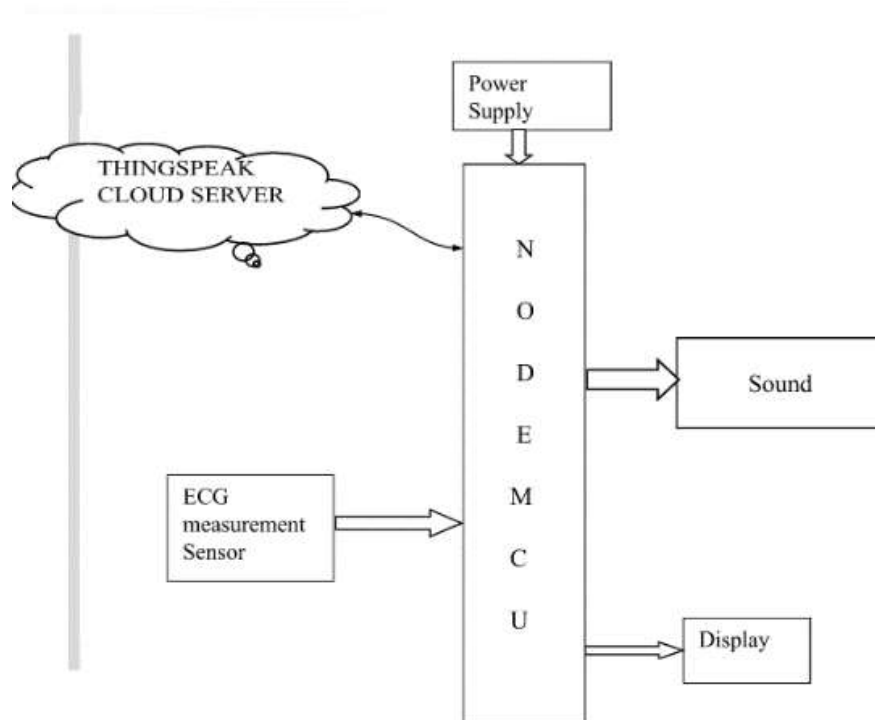 Power
Supply
THINGSPEAK
CLOUD SERVER
N
O
D
E
M
C
U
Sound
ECG
measurement
Sensor
Display